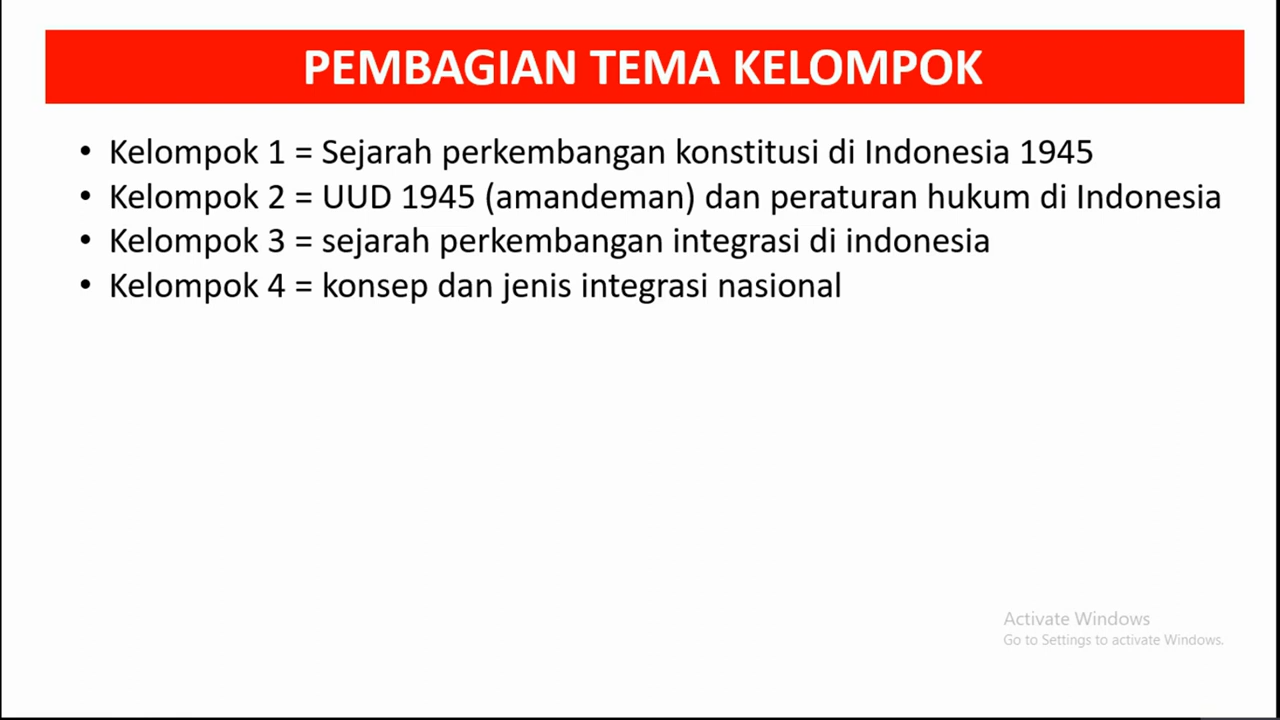 PEMBAGIAN TEMA KELOMPOK
• Kelompok 1 = Sejarah perkembangan konstitusi di Indonesia 1945
• Kelompok 2 = UUD 1945 (amandeman) dan peraturan hukum di Indonesia
• Kelompok 3 = sejarah perkembangan integrasi di indonesia
• Kelompok 4 = konsep dan jenis integrasi nasional
Activate Windows
Go to Settings to activate Windows.